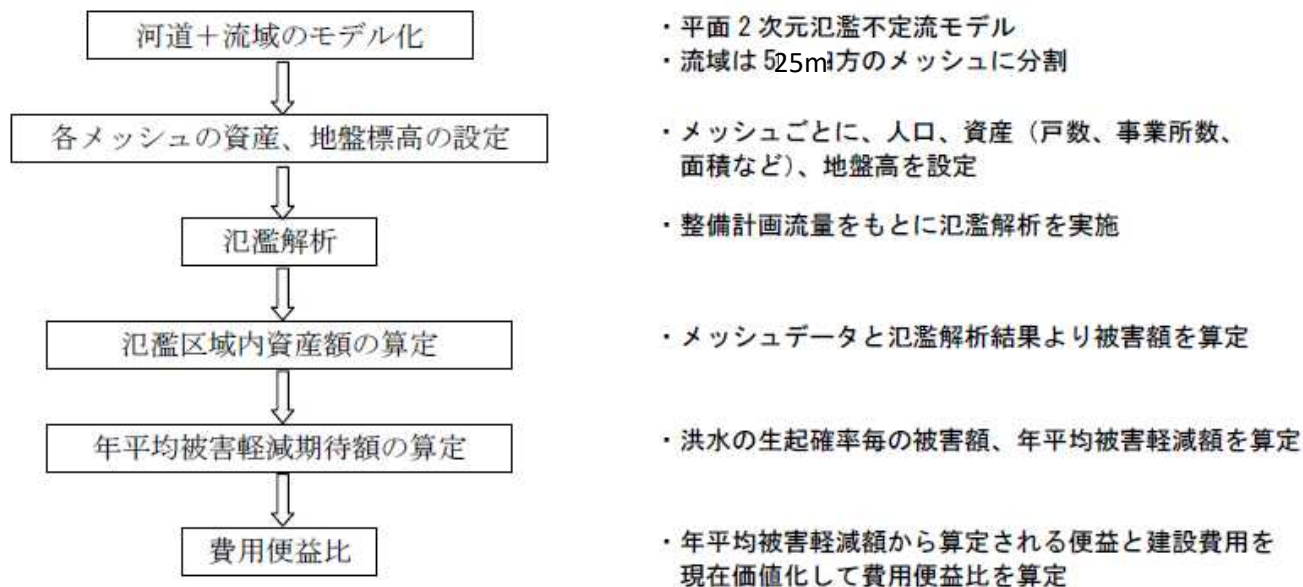 河道＋流域のモデル化
・平面２次元氾濫不定流モデル
・流域は 25m方のメッシュに分割
各メッシュの資産、地盤標高の設定
・メッシュごとに、人口、資産（戸数、事業所数、
面積など）、地盤高を設定
氾濫解析
・整備計画流量をもとに氾濫解析を実施
氾濫区域内資産額の算定
・メッシュデータと氾濫解析結果より被害額を算定
年平均被害軽減期待額の算定
・洪水の生起確率毎の被害額、年平均被害軽減額を算定
費用便益比
・年平均被害軽減額から算定される便益と建設費用を
現在価値化して費用便益比を算定